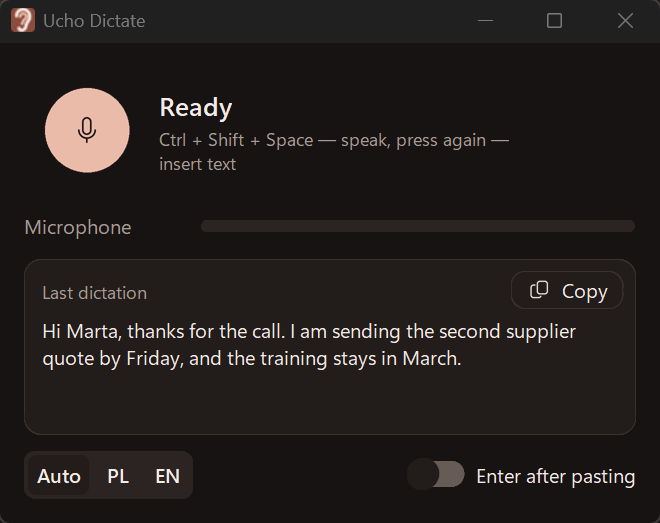 Ucho Dictate
Ready
Ctrl + Shift + Space — speak, press again —
insert text
Microphone
Last dictation
Copy
Hi Marta, thanks for the call. I am sending the second supplier
quote by Friday, and the training stays in March.
Auto PL EN
Enter after pasting